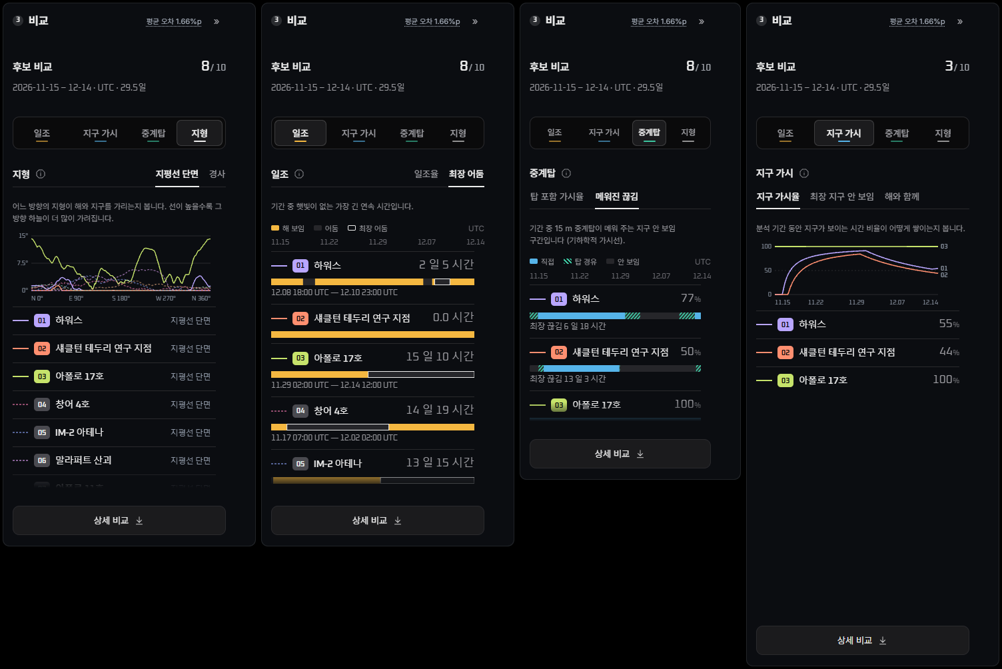 3 비교
평균 오차 1.66%p »
후보 비교
8 / 10
2026-11-15 – 12-14 · UTC · 29.5일
일조 지구 가시 중계탑 지형
지형
지평선 단면 경사
어느 방향의 지형이 해와 지구를 가리는지 봅니다. 선이 높을수록 그
방향 하늘이 더 많이 가려집니다.
15°
7.5°
0°
N 0° E 90° S 180° W 270° N 360°
01 하워스 지평선 단면
02 섀클턴 테두리 연구 지점 지평선 단면
03 아폴로 17호 지평선 단면
04 창어 4호 지평선 단면
05 IM-2 아테나 지평선 단면
06 말라퍼트 산괴 지평선 단면
상세 비교
3 비교
평균 오차 1.66%p »
후보 비교
8 / 10
2026-11-15 – 12-14 · UTC · 29.5일
일조 지구 가시 중계탑 지형
일조
일조율 최장 어둠
기간 중 햇빛이 없는 가장 긴 연속 시간입니다.
해 보임 어둠 최장 어둠 UTC
11.15 11.22 11.29 12.07 12.14
01 하워스 2 일 5 시간
12.08 18:00 UTC — 12.10 23:00 UTC
02 섀클턴 테두리 연구 지점 0.0 시간
03 아폴로 17호 15 일 10 시간
11.29 02:00 UTC — 12.14 12:00 UTC
04 창어 4호 14 일 19 시간
11.17 07:00 UTC — 12.02 02:00 UTC
05 IM-2 아테나 13 일 15 시간
상세 비교
3 비교
평균 오차 1.66%p »
후보 비교
8 / 10
2026-11-15 – 12-14 · UTC · 29.5일
일조 지구 가시 중계탑 지형
중계탑
탑 포함 가시율 메워진 끊김
기간 중 15 m 중계탑이 메워 주는 지구 안 보임
구간입니다 (기하학적 가시선).
직접 탑 경유 안 보임 UTC
11.15 11.22 11.29 12.07 12.14
01 하워스 77%
최장 끊김 6 일 18 시간
02 섀클턴 테두리 연구 지점 50%
최장 끊김 13 일 3 시간
03 아폴로 17호 100%
상세 비교
3 비교
평균 오차 1.66%p »
후보 비교
3 / 10
2026-11-15 – 12-14 · UTC · 29.5일
일조 지구 가시 중계탑 지형
지구 가시
지구 가시율 최장 지구 안 보임 해와 함께
분석 기간 동안 지구가 보이는 시간 비율이 어떻게 쌓이는지 봅니다.
100
50
0
03
01
02
11.15 11.22 11.29 12.07 12.14
01 하워스 55%
02 섀클턴 테두리 연구 지점 44%
03 아폴로 17호 100%
상세 비교